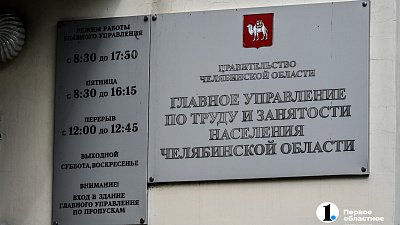 РЕЖИМ РАБОТЫ
ГЛАВНОГО УПРАВЛЕНИЯ
с 8:30 до 17:30
ПЯТНИЦА
с 8:30 до 16:15
ПЕРЕРЫВ
с 12:00 до 12:45
ВЫХОДНОЙ
СУББОТА, ВОСКРЕСЕНЬЕ
ВНИМАНИЕ!
ВХОД В ЗДАНИЕ
ГЛАВНОГО УПРАВЛЕНИЯ
ПО ПРОПУСКАМ
ПРАВИТЕЛЬСТВО
ЧЕЛЯБИНСКОЙ ОБЛАСТИ
ГЛАВНОЕ УПРАВЛЕНИЕ
ПО ТРУДУ И ЗАНЯТОСТИ
НАСЕЛЕНИЯ
ЧЕЛЯБИНСКОЙ ОБЛАСТИ
1. Первое
областное